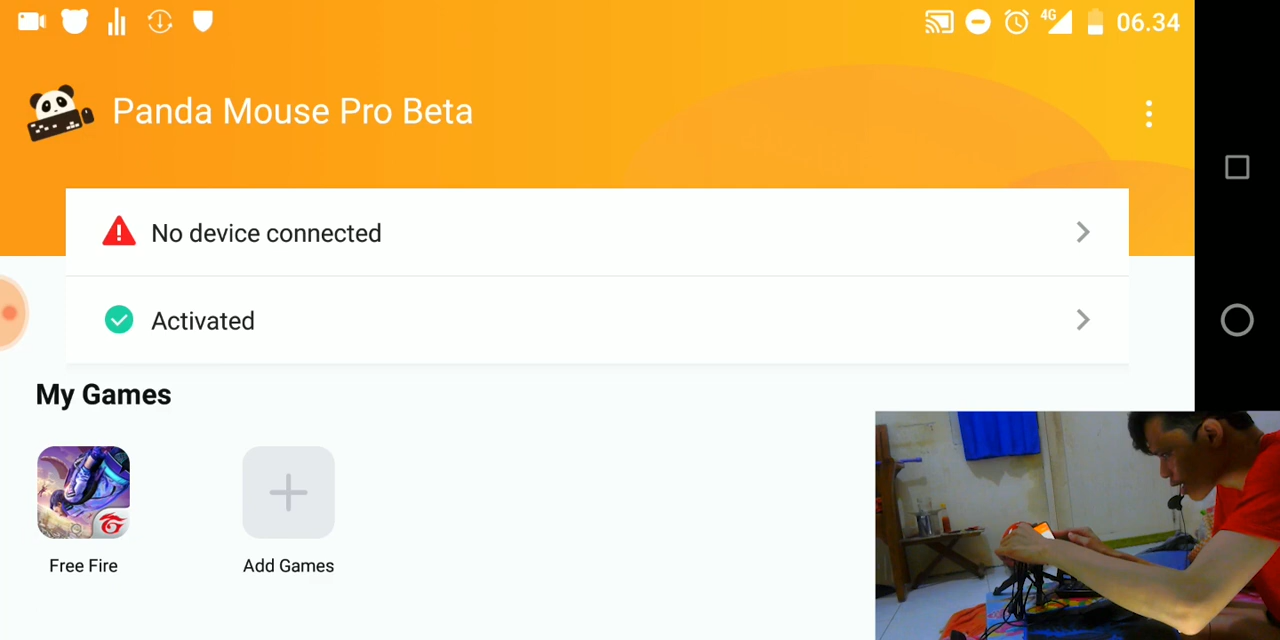 4G 06.34
Panda Mouse Pro Beta
No device connected
Activated
My Games
Free Fire
Add Games